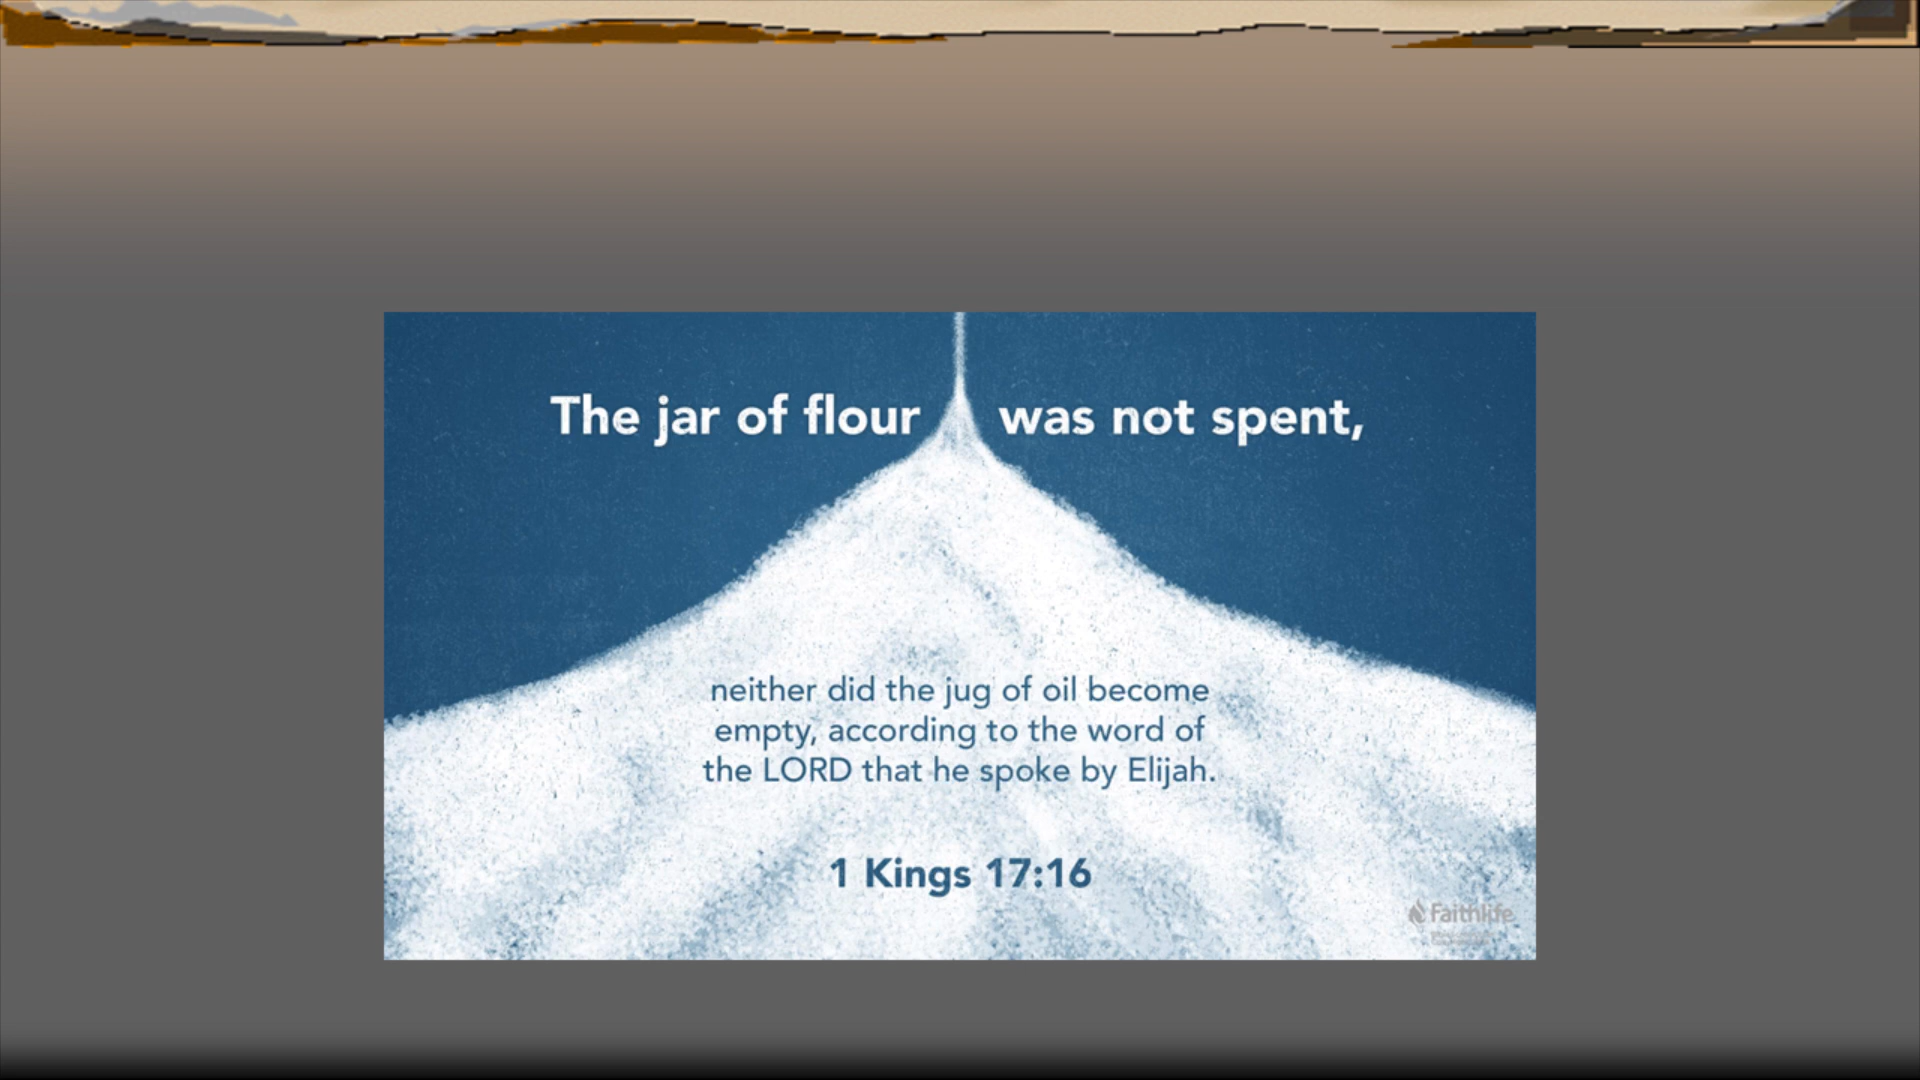 The jar of flour was not spent,
neither did the jug of oil become
empty, according to the word of
the LORD that he spoke by Elijah.
1 Kings 17:16
Faithlife